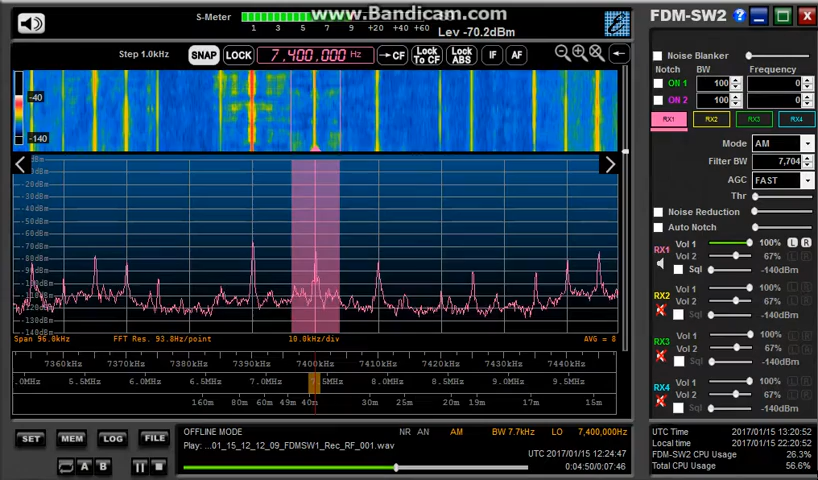 www.Bandicam.com
FDM-SW2
S-Meter
1 3 5 7 9 +20 +40 +60
+10 +30 +50
Lev -70.2dBm
Step 1.0kHz SNAP LOCK 7,400,000 Hz →CF Lock To CF Lock ABS IF AF
-40
-140
-20dBm
-30dBm
-40dBm
-50dBm
-60dBm
-70dBm
-80dBm
-90dBm
-100dBm
-110dBm
-120dBm
-130dBm
-140dBm
Span 96.0kHz FFT Res. 93.8Hz/point 10.0kHz/div AVG = 8
7360kHz 7370kHz 7380kHz 7390kHz 7400kHz 7410kHz 7420kHz 7430kHz 7440kHz
.0MHz 5.5MHz 6.0MHz 6.5MHz 7.0MHz 7.5MHz 8.0MHz 8.5MHz 9.0MHz 9.5MHz
160m 80m 60m 49m 40m 30m 25m 20m 19m 17m 15m
SET MEM LOG FILE
A B
OFFLINE MODE NR AN AM BW 7.7kHz LO 7,400,000Hz
Play: ...01_15_12_12_09_FDMSW1_Rec_RF_001.wav
UTC 2017/01/15 12:24:47
0:04:50/0:07:46
Noise Blanker
Notch BW Frequency
ON 1 100 0
ON 2 100 0
RX1 RX2 RX3 RX4
Mode AM
Filter BW 7,704
AGC FAST
Thr
Noise Reduction
Auto Notch
RX1 Vol 1 100% L R
Vol 2 67%
Sql -140dBm
RX2 Vol 1 100% L R
Vol 2 67%
Sql -140dBm
RX3 Vol 1 100% L R
Vol 2 67%
Sql -140dBm
RX4 Vol 1 100% L R
Vol 2 67%
Sql -140dBm
UTC Time 2017/01/15 13:20:52
Local time 2017/01/15 22:20:52
FDM-SW2 CPU Usage 26.3%
Total CPU Usage 56.6%